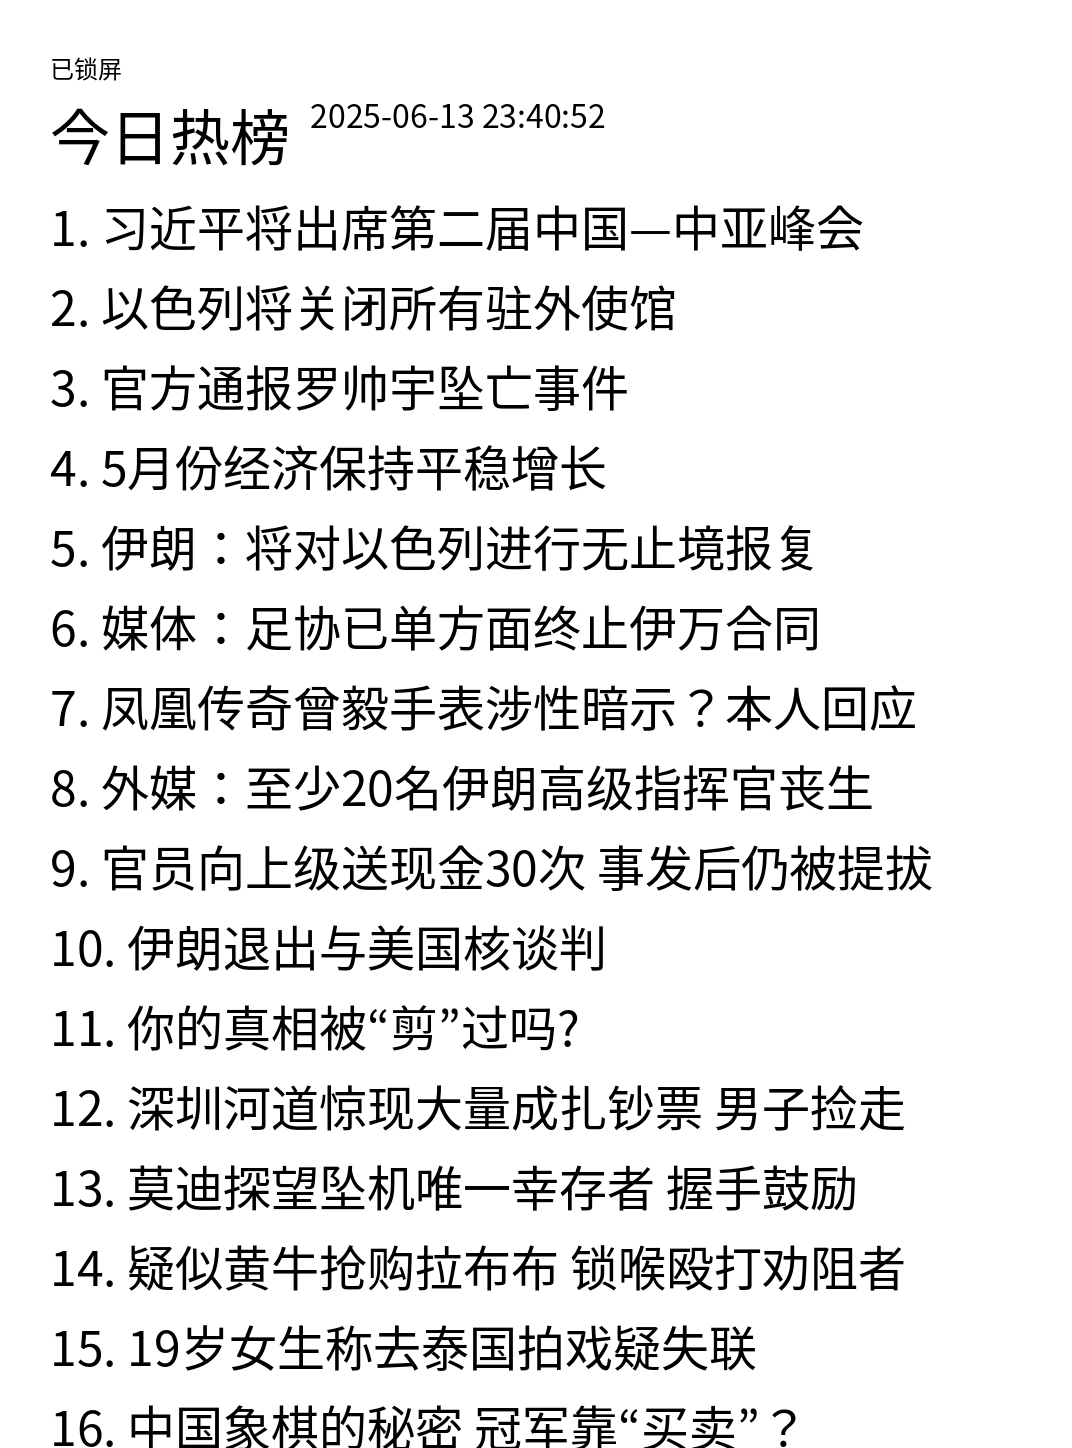 已锁屏
今日热榜 2025-06-13 23:40:52
1. 习近平将出席第二届中国—中亚峰会
2. 以色列将关闭所有驻外使馆
3. 官方通报罗帅宇坠亡事件
4. 5月份经济保持平稳增长
5. 伊朗：将对以色列进行无止境报复
6. 媒体：足协已单方面终止伊万合同
7. 凤凰传奇曾毅手表涉性暗示？本人回应
8. 外媒：至少20名伊朗高级指挥官丧生
9. 官员向上级送现金30次 事发后仍被提拔
10. 伊朗退出与美国核谈判
11. 你的真相被“剪”过吗?
12. 深圳河道惊现大量成扎钞票 男子捡走
13. 莫迪探望坠机唯一幸存者 握手鼓励
14. 疑似黄牛抢购拉布布 锁喉殴打劝阻者
15. 19岁女生称去泰国拍戏疑失联
16. 中国象棋的秘密 冠军靠“买卖”？